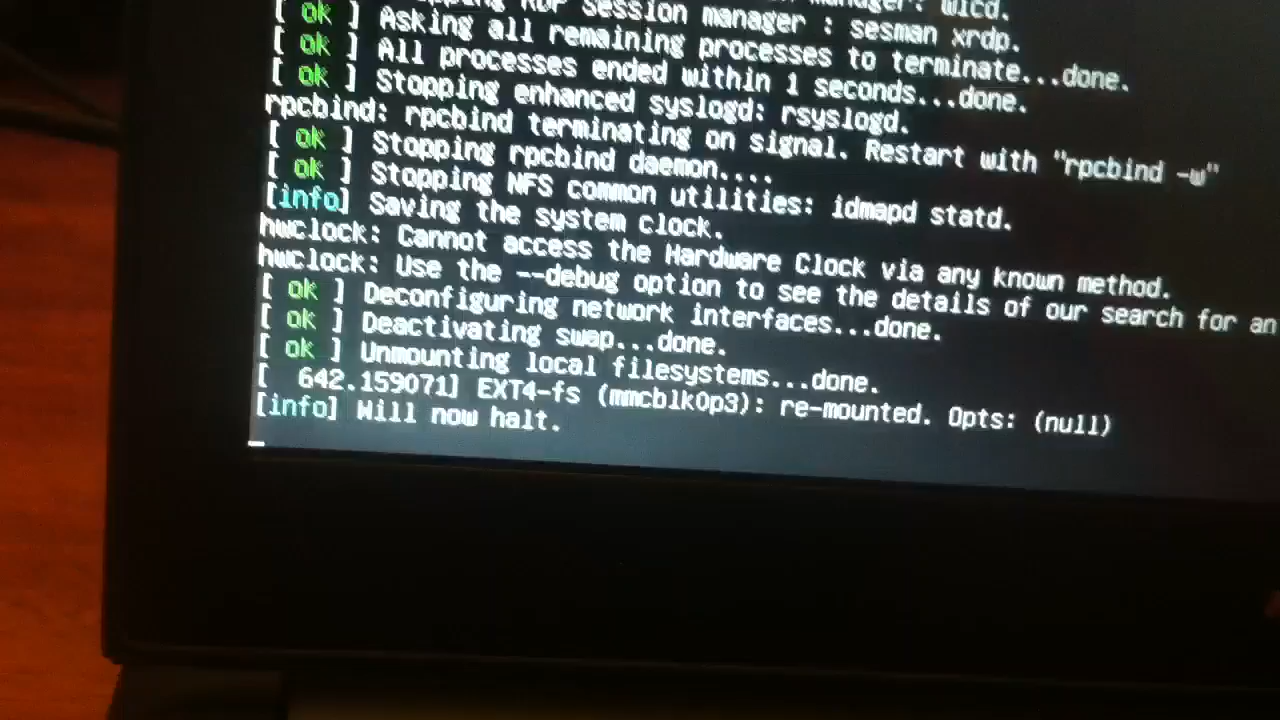 RDP Session manager : sesman xrdp.
[ ok ] Asking all remaining processes to terminate...done.
[ ok ] All processes ended within 1 seconds...done.
[ ok ] Stopping enhanced syslogd: rsyslogd.
rpcbind: rpcbind terminating on signal. Restart with "rpcbind -w"
[ ok ] Stopping rpcbind daemon....
[ ok ] Stopping NFS common utilities: idmapd statd.
[info] Saving the system clock.
hwclock: Cannot access the Hardware Clock via any known method.
hwclock: Use the --debug option to see the details of our search for an
[ ok ] Deconfiguring network interfaces...done.
[ ok ] Deactivating swap...done.
[ ok ] Unmounting local filesystems...done.
[  642.159071] EXT4-fs (mmcblk0p3): re-mounted. Opts: (null)
[info] Will now halt.